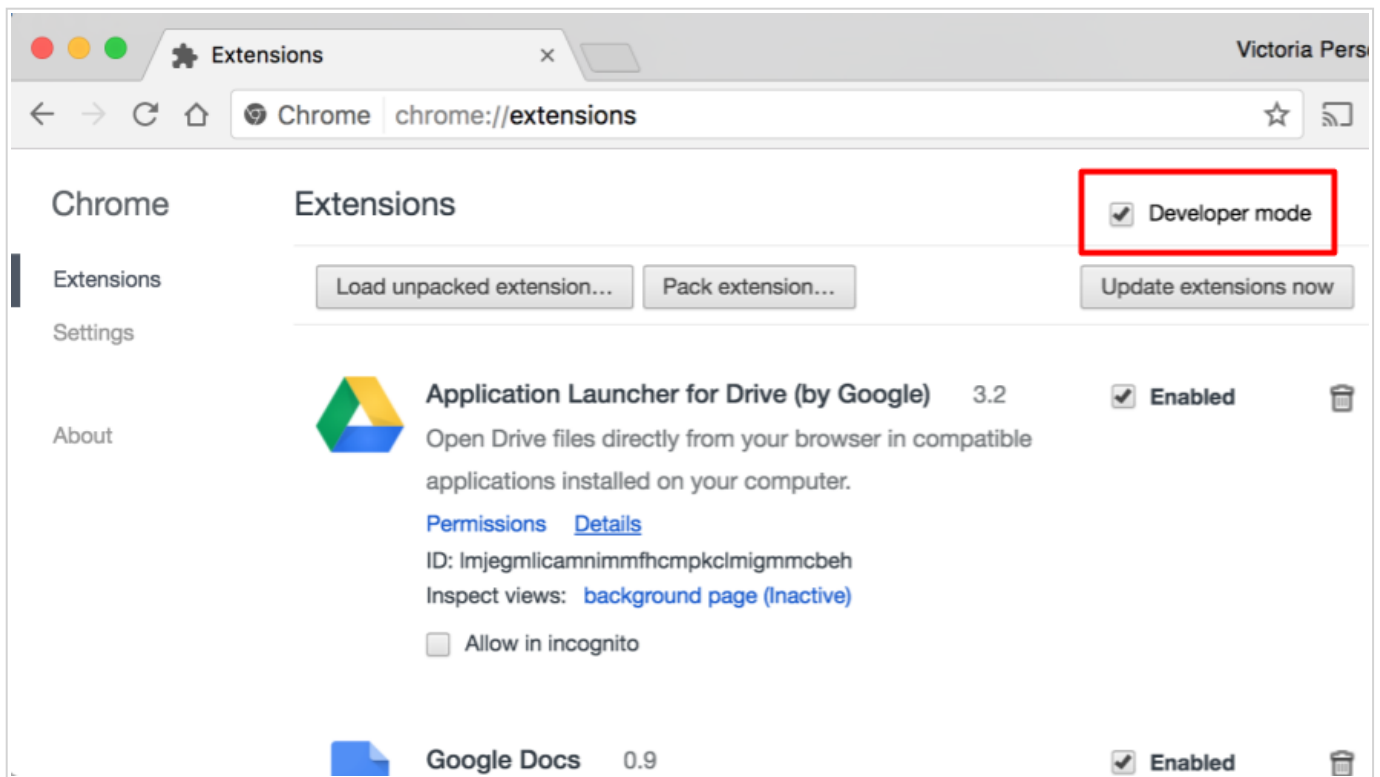 Extensions
Victoria Pers
Chrome chrome://extensions
Chrome
Extensions
Developer mode
Extensions
Settings
About
Load unpacked extension...
Pack extension...
Update extensions now
Application Launcher for Drive (by Google) 3.2
Enabled
Open Drive files directly from your browser in compatible
applications installed on your computer.
Permissions Details
ID: lmjegmlicamnimmfhcmpkclmigmmcbeh
Inspect views: background page (Inactive)
Allow in incognito
Google Docs 0.9
Enabled